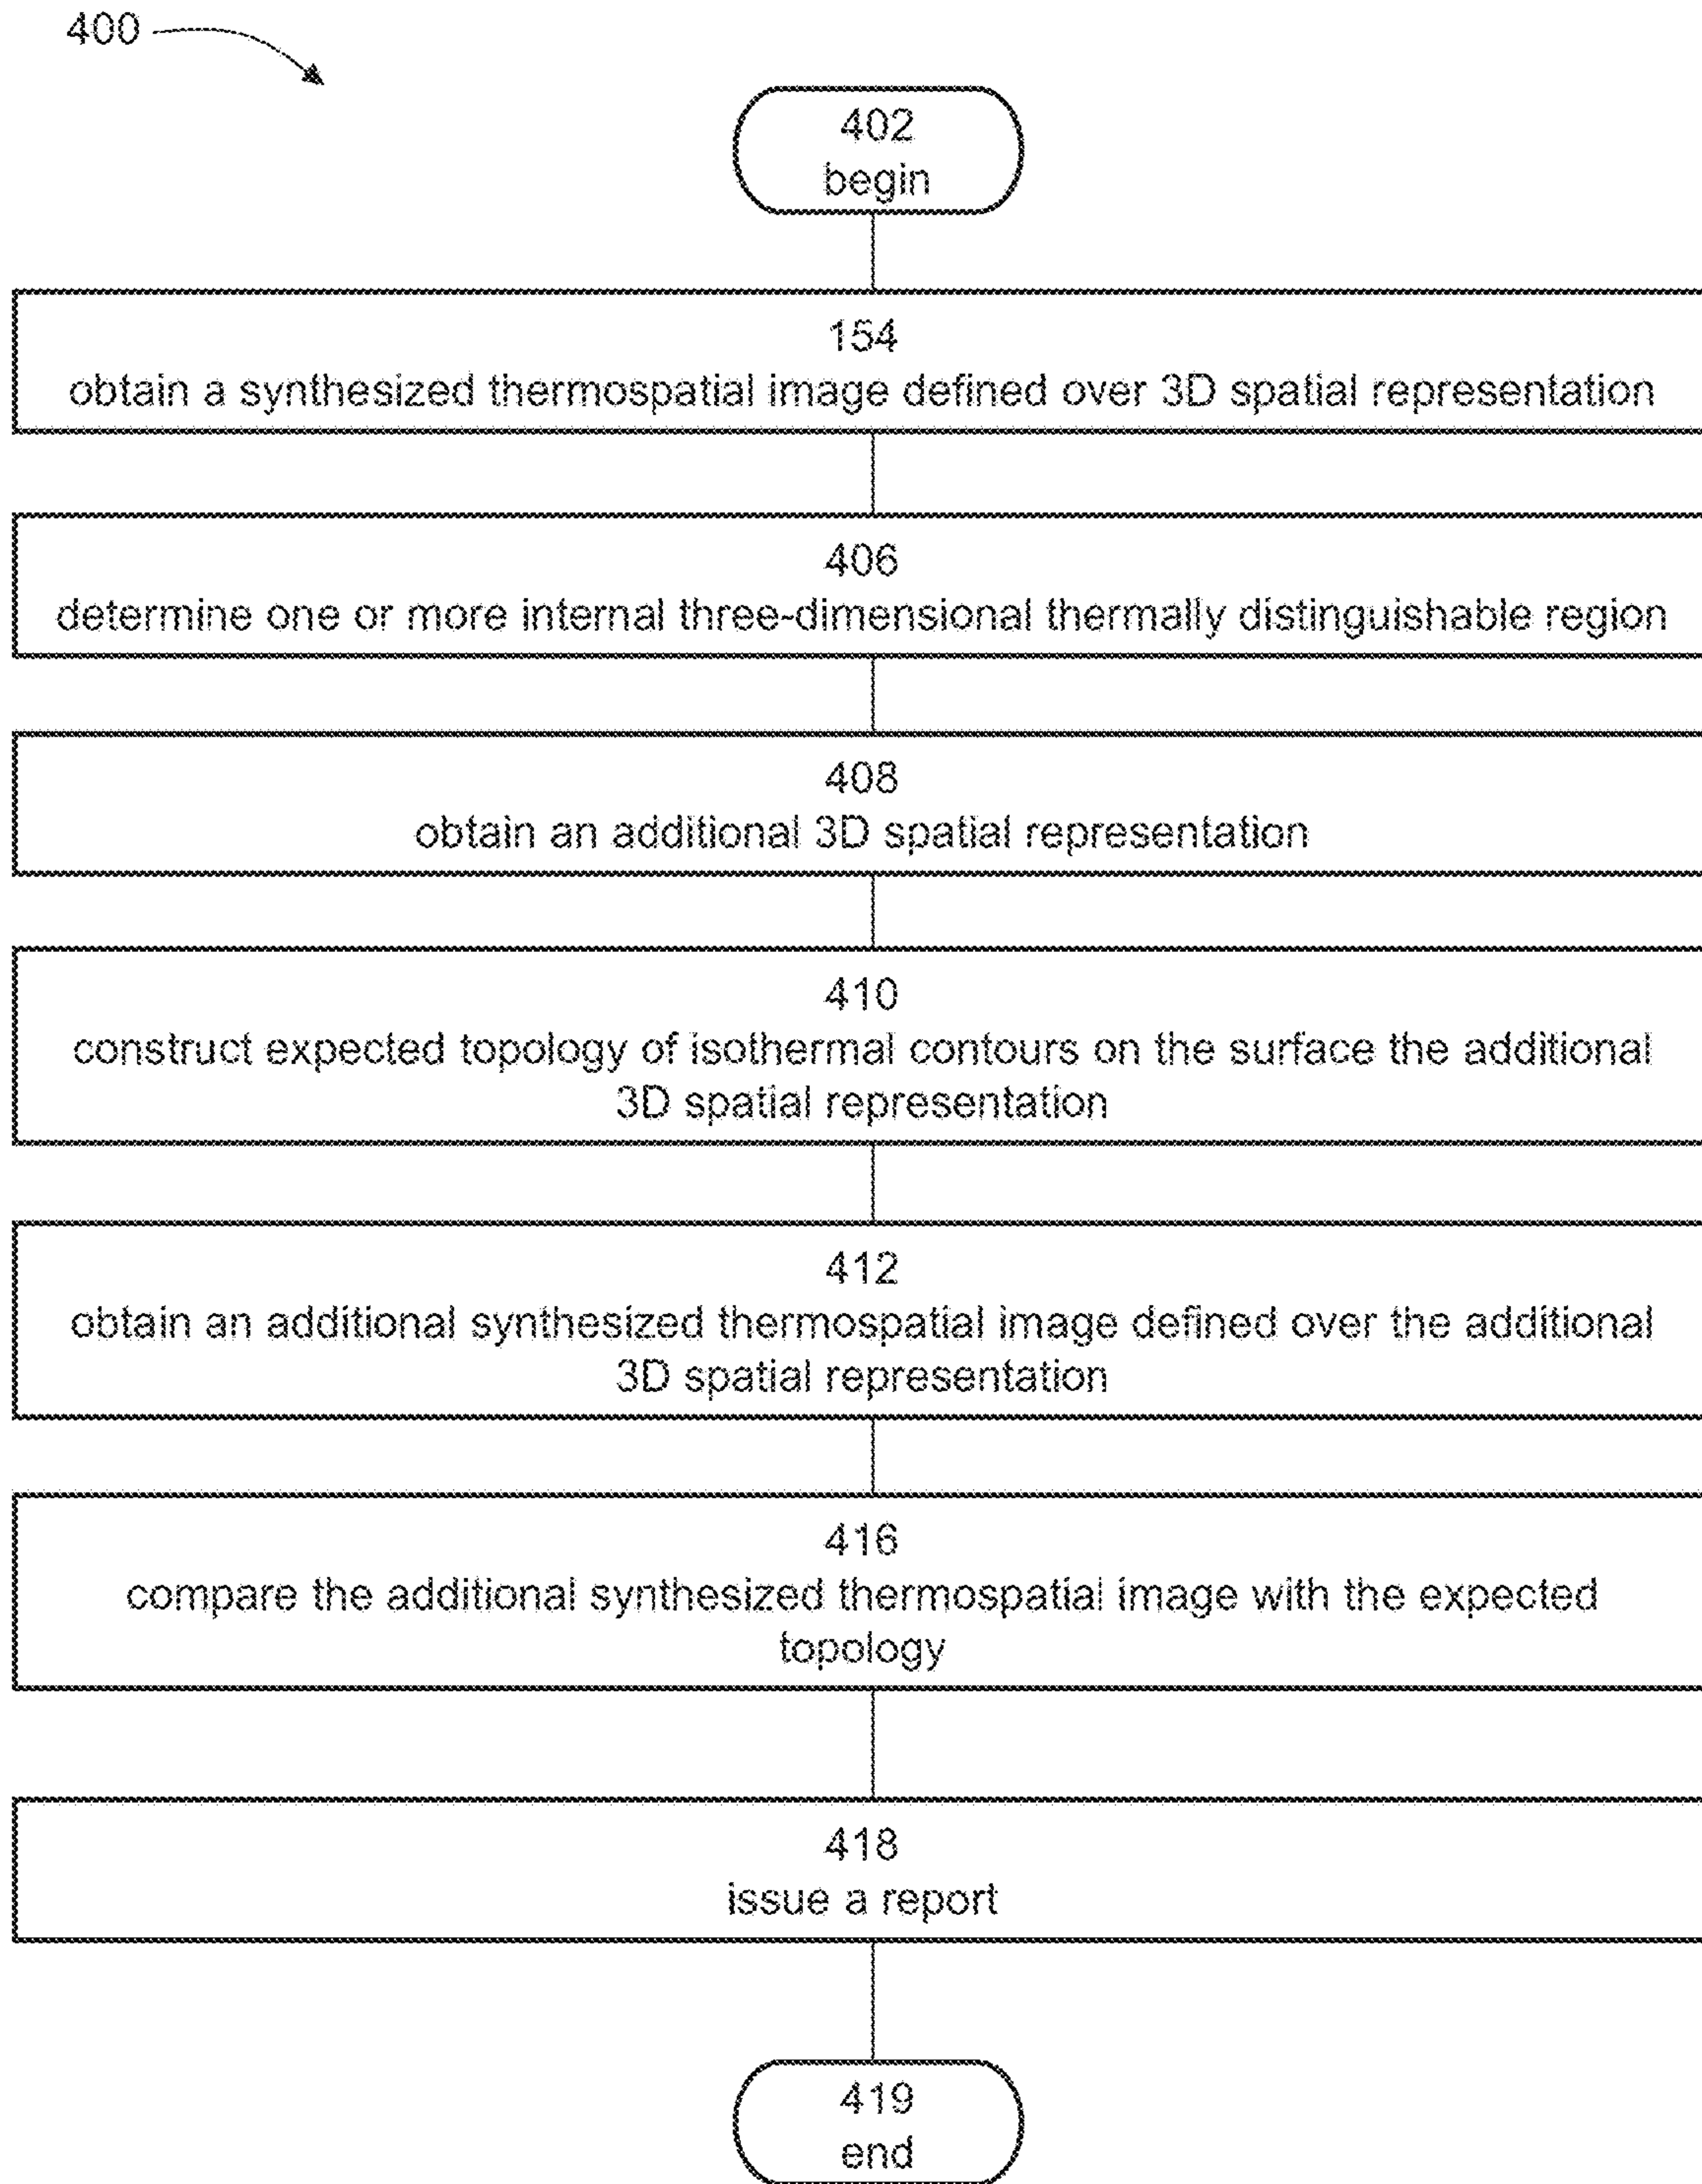 400
402
begin
154
obtain a synthesized thermospatial image defined over 3D spatial representation
406
determine one or more internal three-dimensional thermally distinguishable region
408
obtain an additional 3D spatial representation
410
construct expected topology of isothermal contours on the surface the additional
3D spatial representation
412
obtain an additional synthesized thermospatial image defined over the additional
3D spatial representation
416
compare the additional synthesized thermospatial image with the expected
topology
418
issue a report
419
end